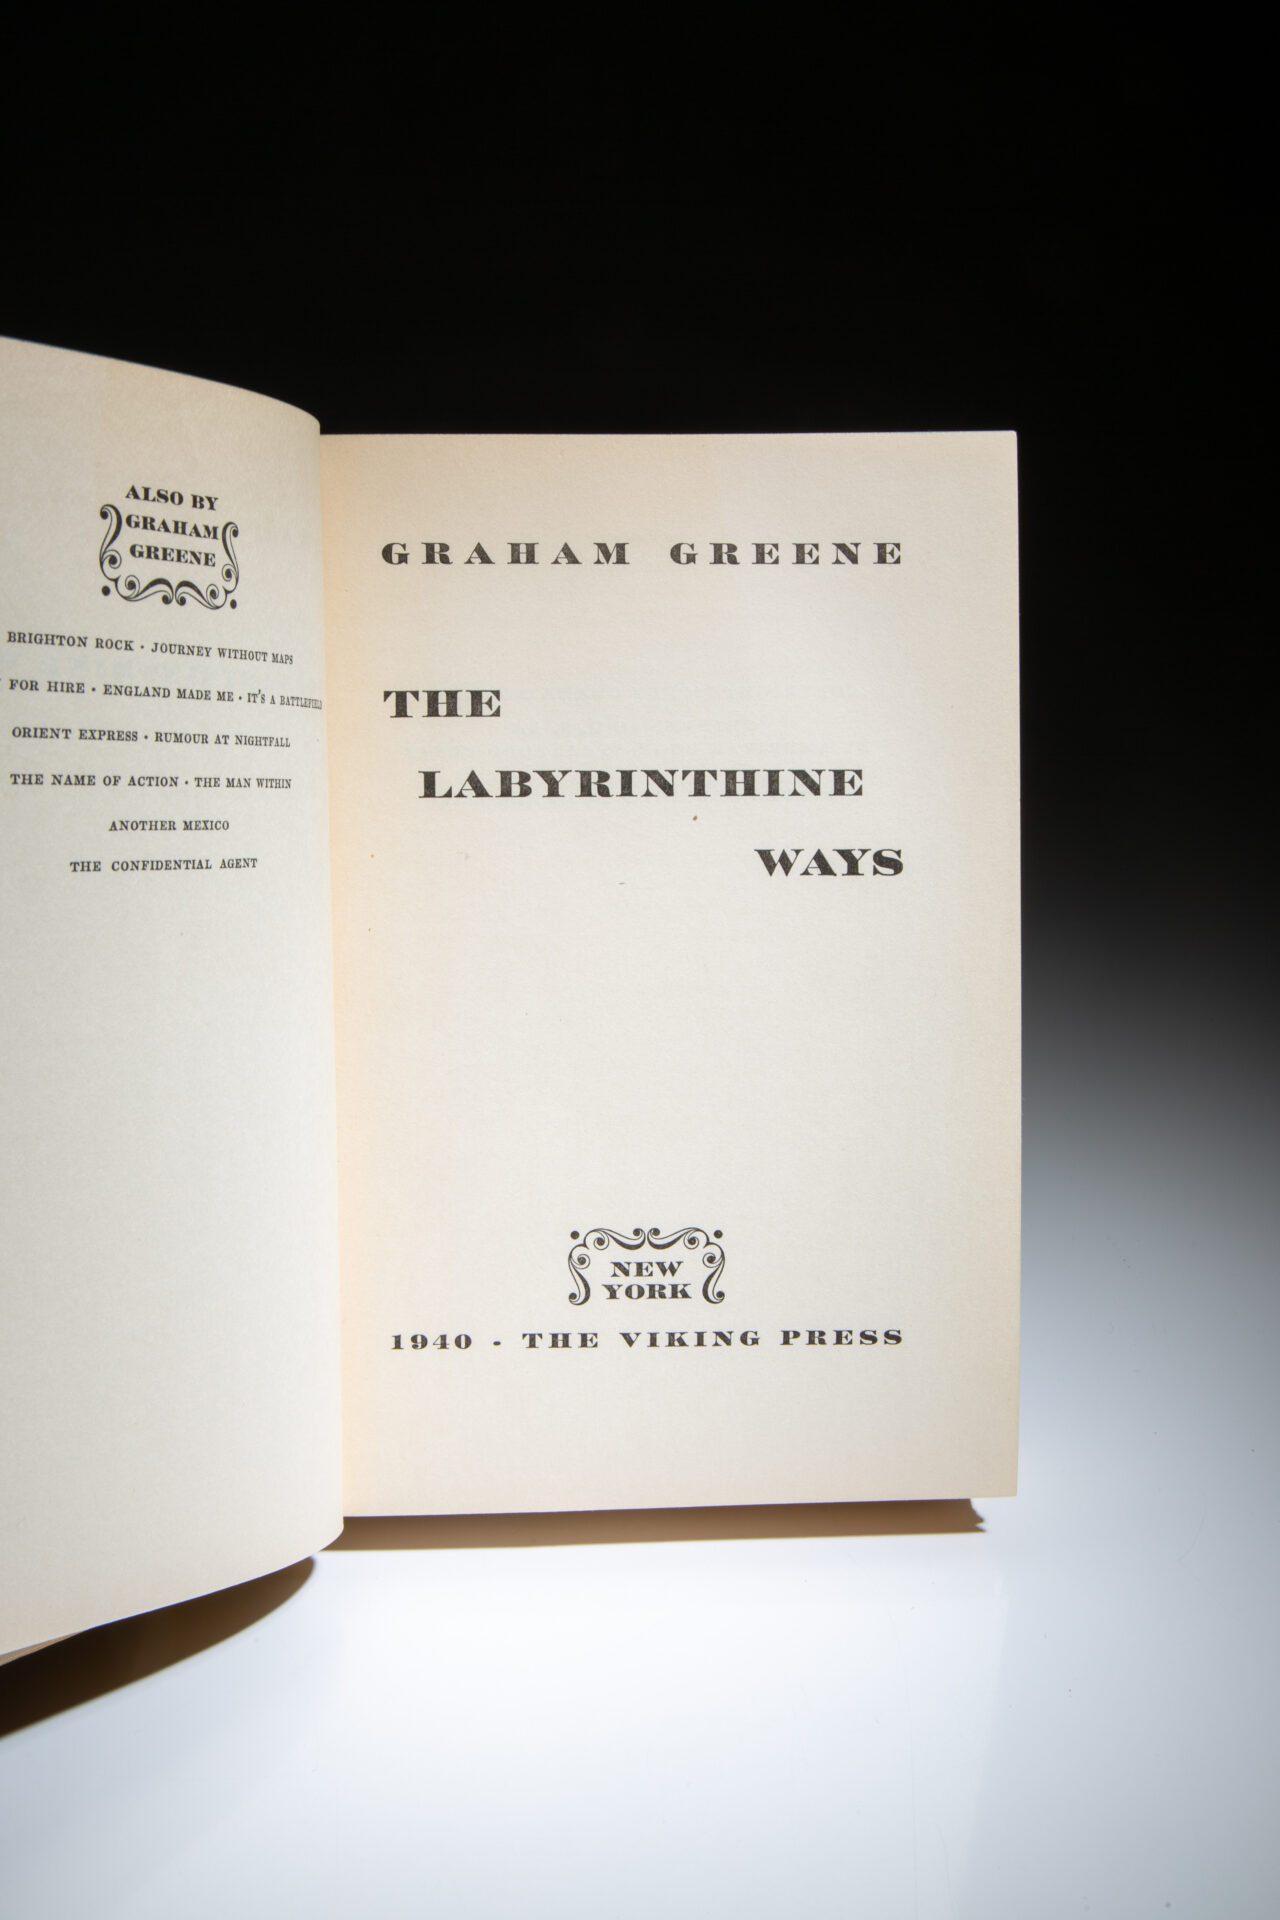 ALSO BY
GRAHAM
GREENE
BRIGHTON ROCK · JOURNEY WITHOUT MAPS
FOR HIRE · ENGLAND MADE ME · IT'S A BATTLEFIELD
ORIENT EXPRESS · RUMOUR AT NIGHTFALL
THE NAME OF ACTION · THE MAN WITHIN
ANOTHER MEXICO
THE CONFIDENTIAL AGENT
GRAHAM GREENE
THE
LABYRINTHINE
WAYS
NEW
YORK
1940 - THE VIKING PRESS